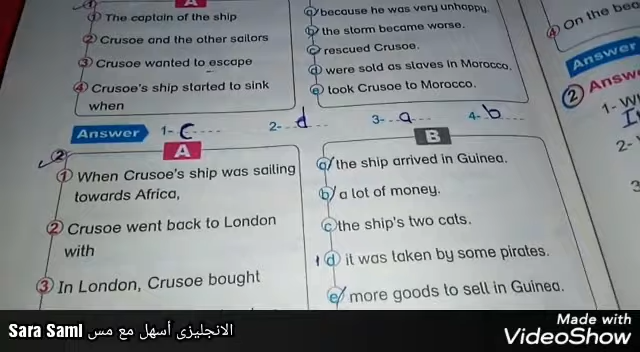 A
① The captain of the ship
② Crusoe and the other sailors
③ Crusoe wanted to escape
④ Crusoe's ship started to sink
when
ⓐ because he was very unhappy.
ⓑ the storm became worse.
ⓒ rescued Crusoe.
ⓓ were sold as slaves in Morocco.
ⓔ took Crusoe to Morocco.
Answer 1- c 2- d 3- a 4- b
② A
① When Crusoe's ship was sailing
towards Africa,
② Crusoe went back to London
with
③ In London, Crusoe bought
B
ⓐ the ship arrived in Guinea.
ⓑ a lot of money.
ⓒ the ship's two cats.
ⓓ it was taken by some pirates.
ⓔ more goods to sell in Guinea.
④ On the
Answer
②
1-
2-
3
Sara Sami الانجليزى أسهل مع مس
Made with
VideoShow